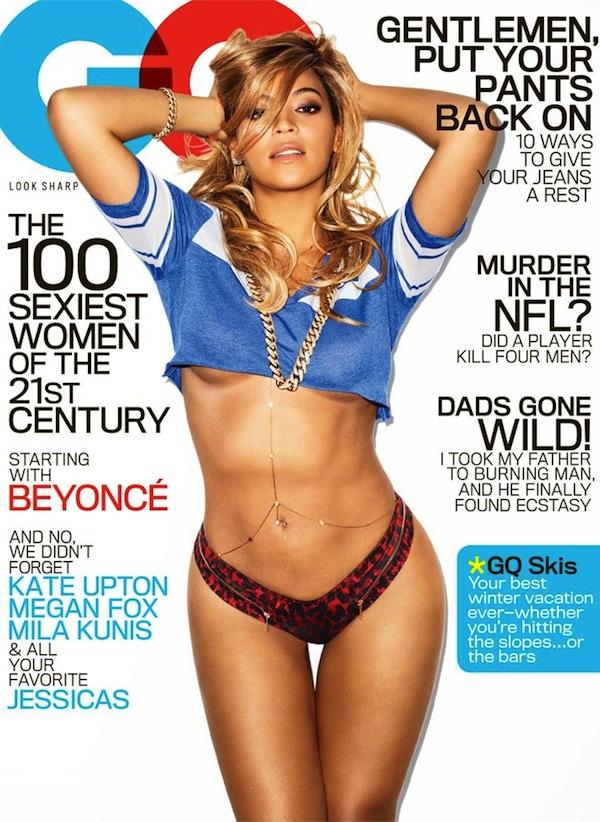 GQ
LOOK SHARP
THE
100
SEXIEST
WOMEN
OF THE
21ST
CENTURY
STARTING
WITH
BEYONCÉ
AND NO,
WE DIDN'T
FORGET
KATE UPTON
MEGAN FOX
MILA KUNIS
& ALL
YOUR
FAVORITE
JESSICAS
GENTLEMEN,
PUT YOUR
PANTS
BACK ON
10 WAYS
TO GIVE
YOUR JEANS
A REST
MURDER
IN THE
NFL?
DID A PLAYER
KILL FOUR MEN?
DADS GONE
WILD!
I TOOK MY FATHER
TO BURNING MAN,
AND HE FINALLY
FOUND ECSTASY
*GQ Skis
Your best
winter vacation
ever–whether
you're hitting
the slopes...or
the bars